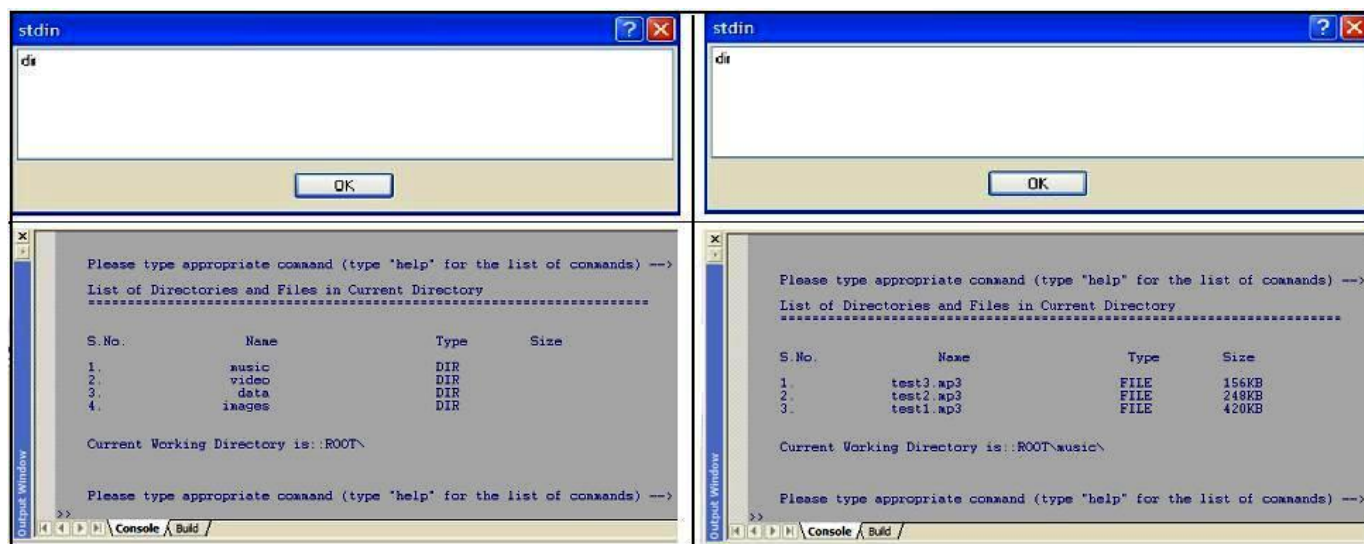 stdin
dir
OK
Please type appropriate command (type "help" for the list of commands) -->
List of Directories and Files in Current Directory
S.No. Name Type Size
1. music DIR
2. video DIR
3. data DIR
4. images DIR
Current Working Directory is::ROOT\
Please type appropriate command (type "help" for the list of commands) -->
>>
Output Window
Console Build
stdin
dir
OK
Please type appropriate command (type "help" for the list of commands) -->
List of Directories and Files in Current Directory
S.No. Name Type Size
1. test3.mp3 FILE 156KB
2. test2.mp3 FILE 248KB
3. test1.mp3 FILE 420KB
Current Working Directory is::ROOT\music\
Please type appropriate command (type "help" for the list of commands) -->
>>
Output Window
Console Build